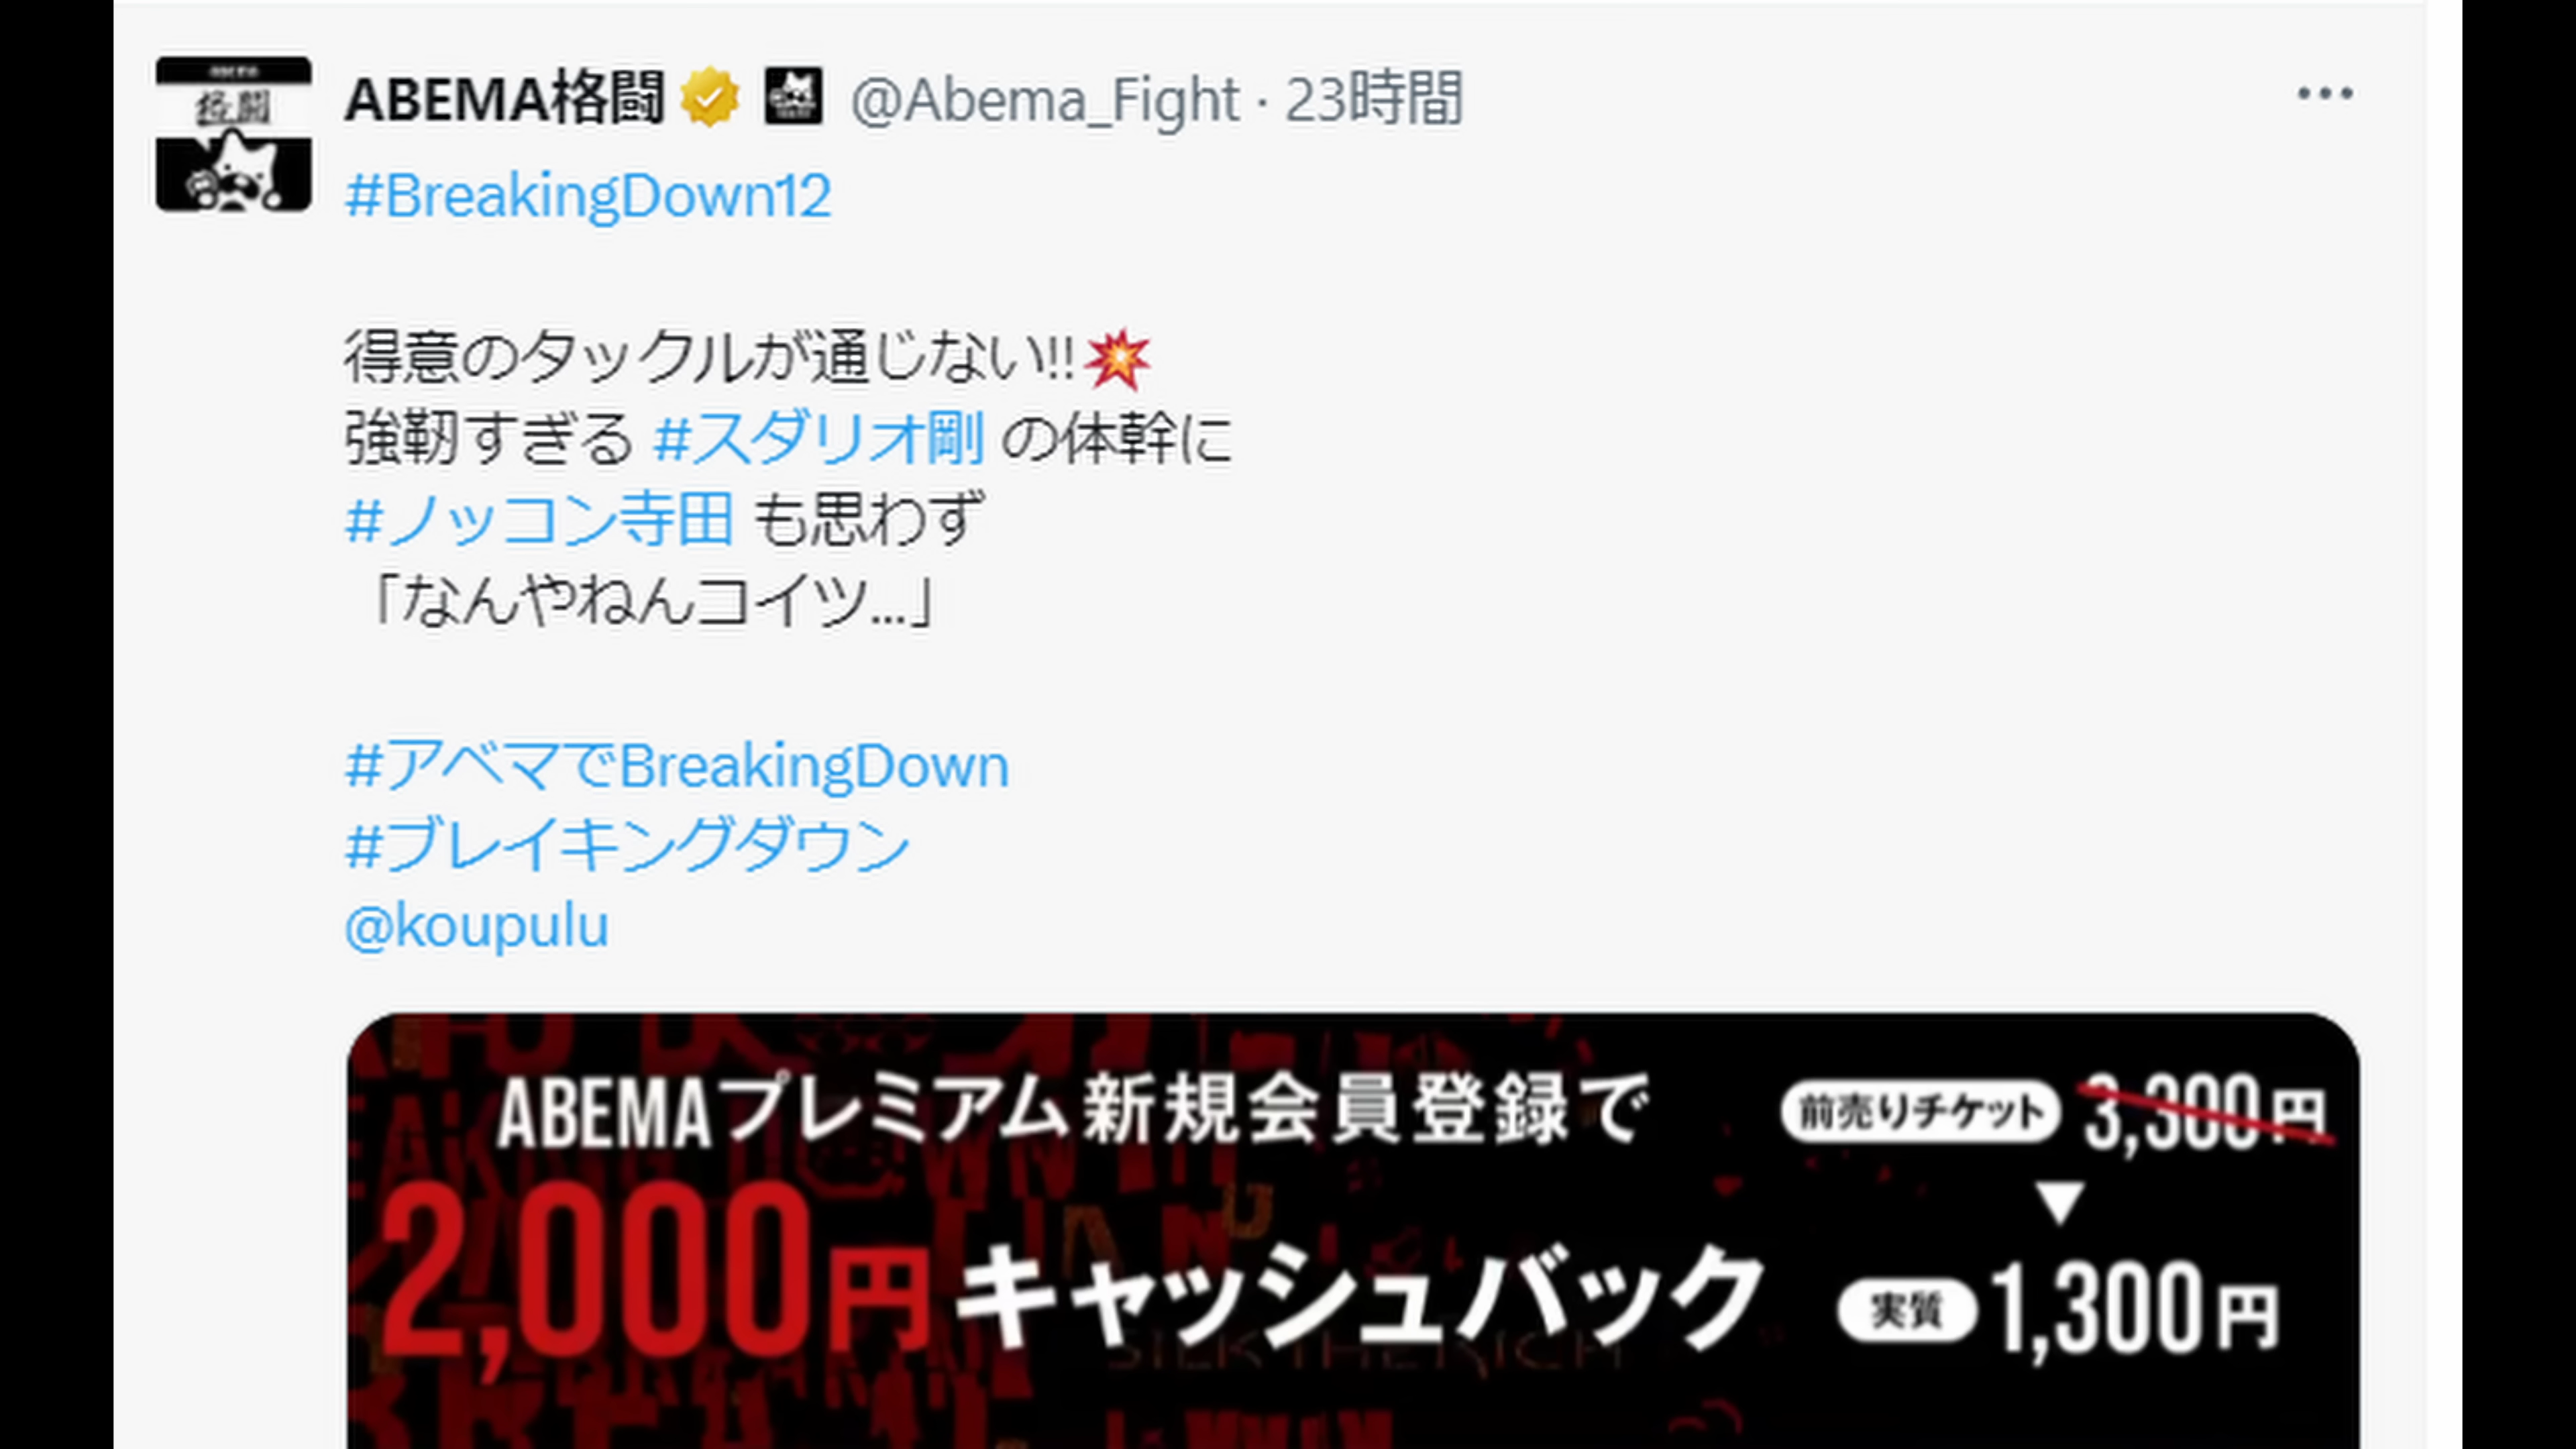 ABEMA格闘 @Abema_Fight · 23時間
格闘
#BreakingDown12
得意のタックルが通じない!!💥
強靭すぎる #スダリオ剛 の体幹に
#ノッコン寺田 も思わず
「なんやねんコイツ...」
#アベマでBreakingDown
#ブレイキングダウン
@koupulu
ABEMAプレミアム新規会員登録で
2,000円キャッシュバック
前売りチケット 3,300円
▼
実質 1,300円